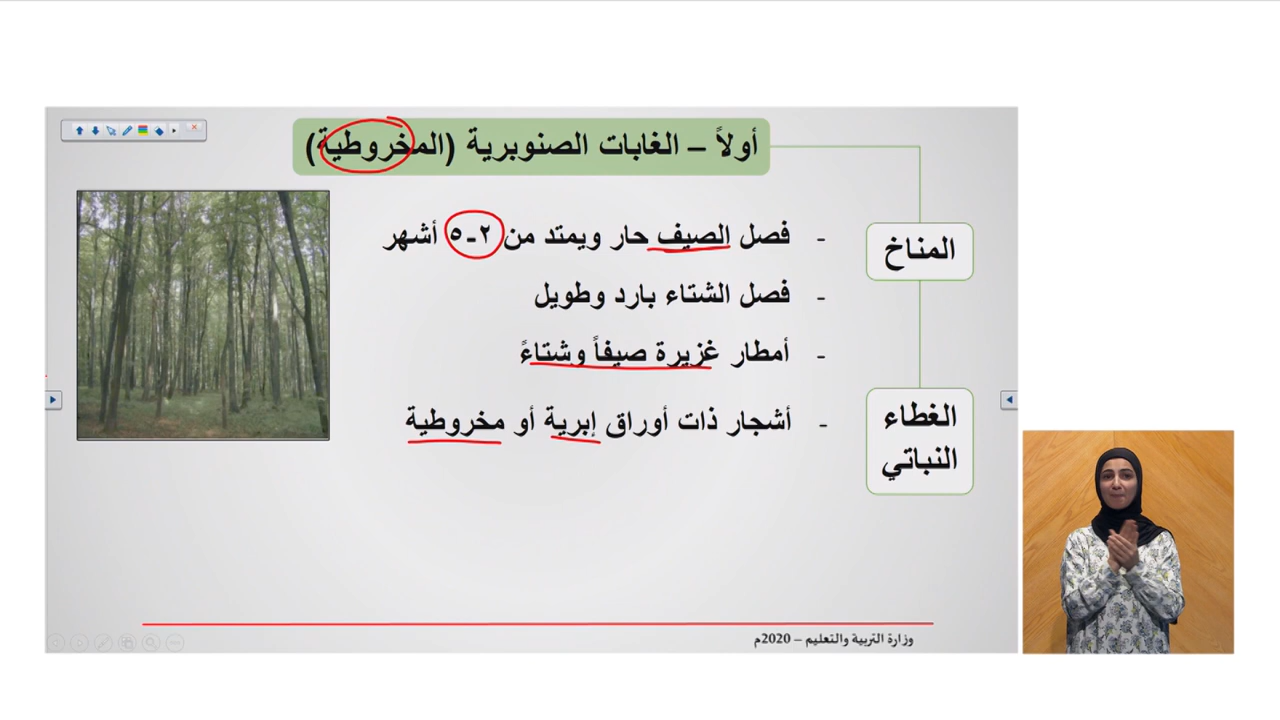 أولاً – الغابات الصنوبرية (المخروطية)
المناخ
- فصل الصيف حار ويمتد من ٢-٥ أشهر
- فصل الشتاء بارد وطويل
- أمطار غزيرة صيفاً وشتاءً
الغطاء
النباتي
- أشجار ذات أوراق إبرية أو مخروطية
وزارة التربية والتعليم – 2020م